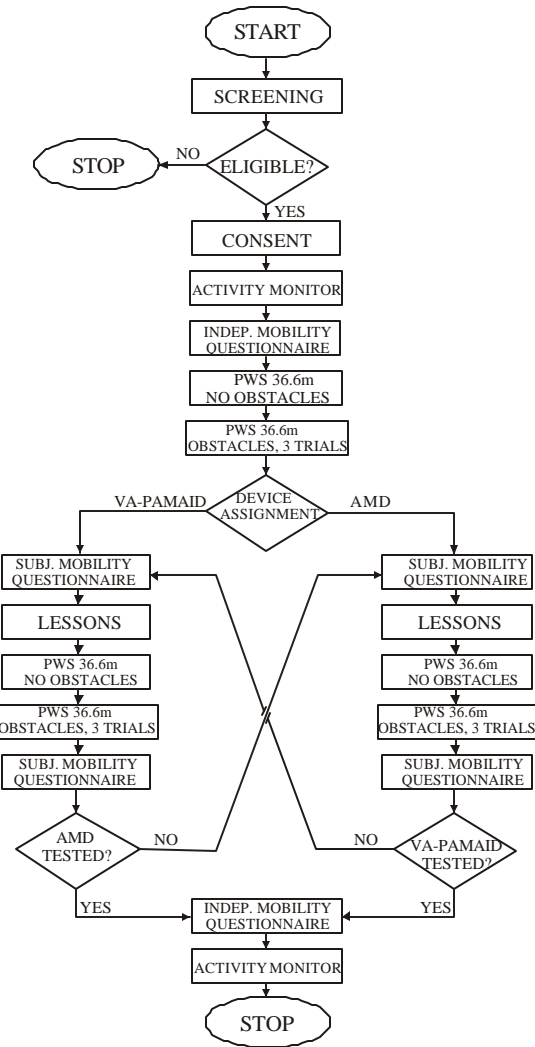 START
SCREENING
NO
STOP
ELIGIBLE?
YES
CONSENT
ACTIVITY MONITOR
INDEP. MOBILITY
QUESTIONNAIRE
PWS 36.6m
NO OBSTACLES
PWS 36.6m
OBSTACLES, 3 TRIALS
VA-PAMAID
DEVICE
ASSIGNMENT
AMD
SUBJ. MOBILITY
QUESTIONNAIRE
LESSONS
PWS 36.6m
NO OBSTACLES
PWS 36.6m
OBSTACLES, 3 TRIALS
SUBJ. MOBILITY
QUESTIONNAIRE
AMD
TESTED?
NO
YES
SUBJ. MOBILITY
QUESTIONNAIRE
LESSONS
PWS 36.6m
NO OBSTACLES
PWS 36.6m
OBSTACLES, 3 TRIALS
SUBJ. MOBILITY
QUESTIONNAIRE
NO
VA-PAMAID
TESTED?
YES
INDEP. MOBILITY
QUESTIONNAIRE
ACTIVITY MONITOR
STOP